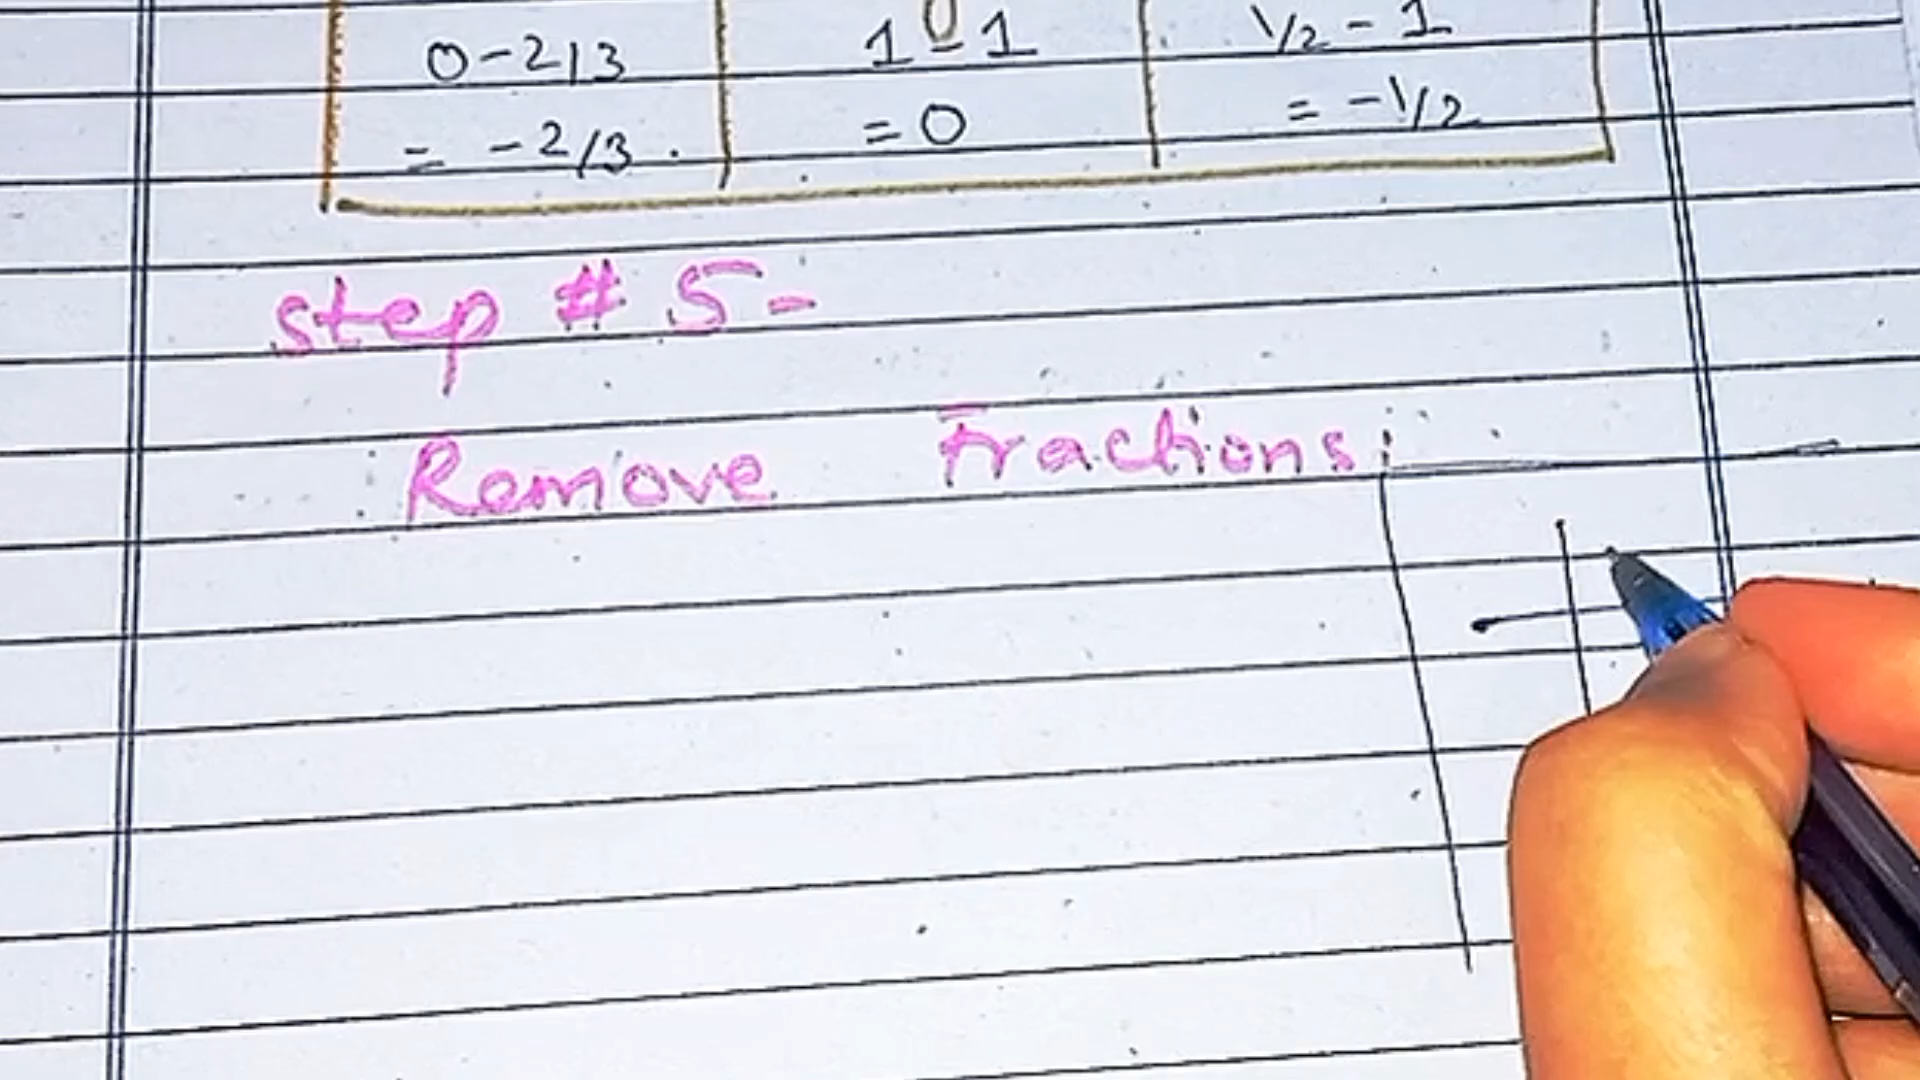 0-2/3 1-1 1/2-1
= -2/3. =0 = -1/2
step # 5-
Remove Fractions: